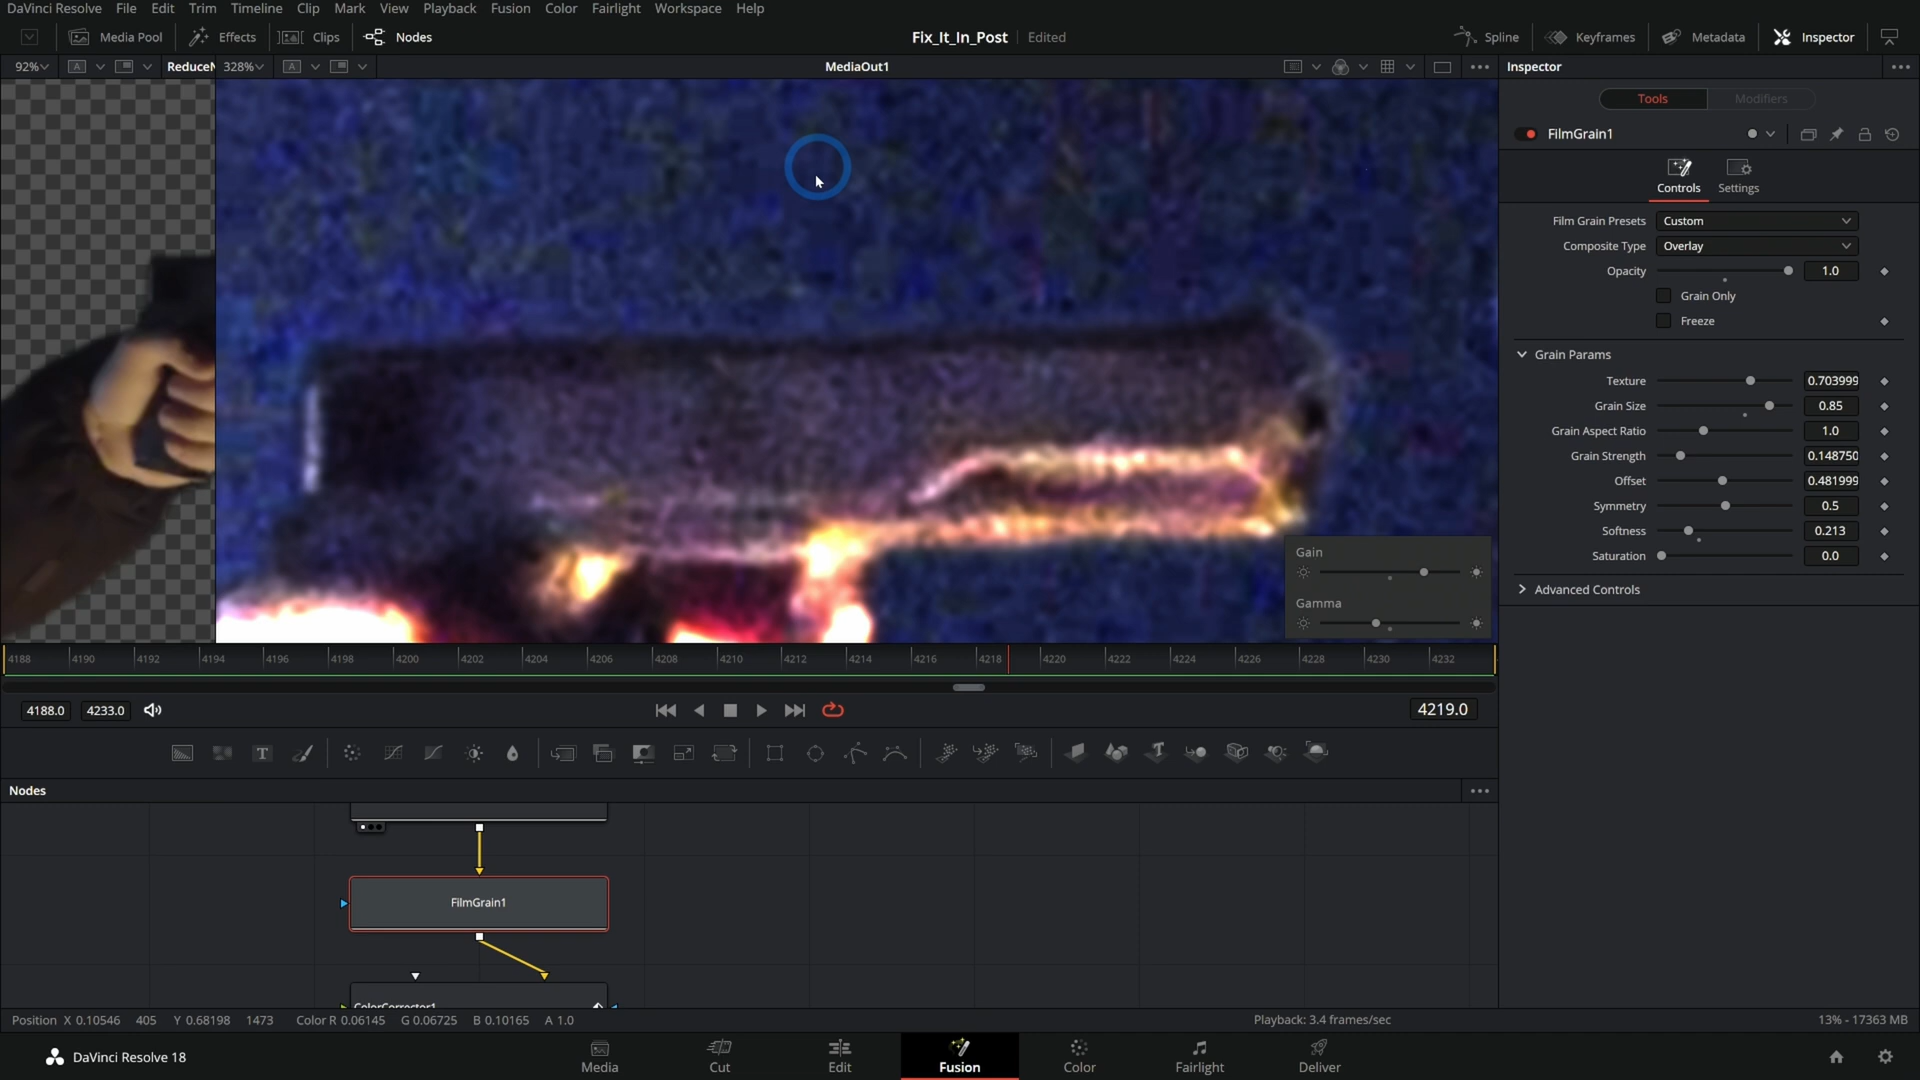 DaVinci Resolve File Edit Trim Timeline Clip Mark View Playback Fusion Color Fairlight Workspace Help
Media Pool Effects Clips Nodes Fix_It_In_Post Edited Spline Keyframes Metadata Inspector
92% A ReduceN 328% A MediaOut1 Inspector
Tools Modifiers
FilmGrain1
Controls Settings
Film Grain Presets Custom
Composite Type Overlay
Opacity 1.0
Grain Only
Freeze
Grain Params
Texture 0.703999
Grain Size 0.85
Grain Aspect Ratio 1.0
Grain Strength 0.148750
Offset 0.481999
Symmetry 0.5
Softness 0.213
Saturation 0.0
Advanced Controls
Gain
Gamma
4188 4190 4192 4194 4196 4198 4200 4202 4204 4206 4208 4210 4212 4214 4216 4218 4220 4222 4224 4226 4228 4230 4232
4188.0 4233.0 4219.0
T
Nodes
FilmGrain1
ColorCorrector1
Position X 0.10546 405 Y 0.68198 1473 Color R 0.06145 G 0.06725 B 0.10165 A 1.0 Playback: 3.4 frames/sec 13% - 17363 MB
DaVinci Resolve 18 Media Cut Edit Fusion Color Fairlight Deliver